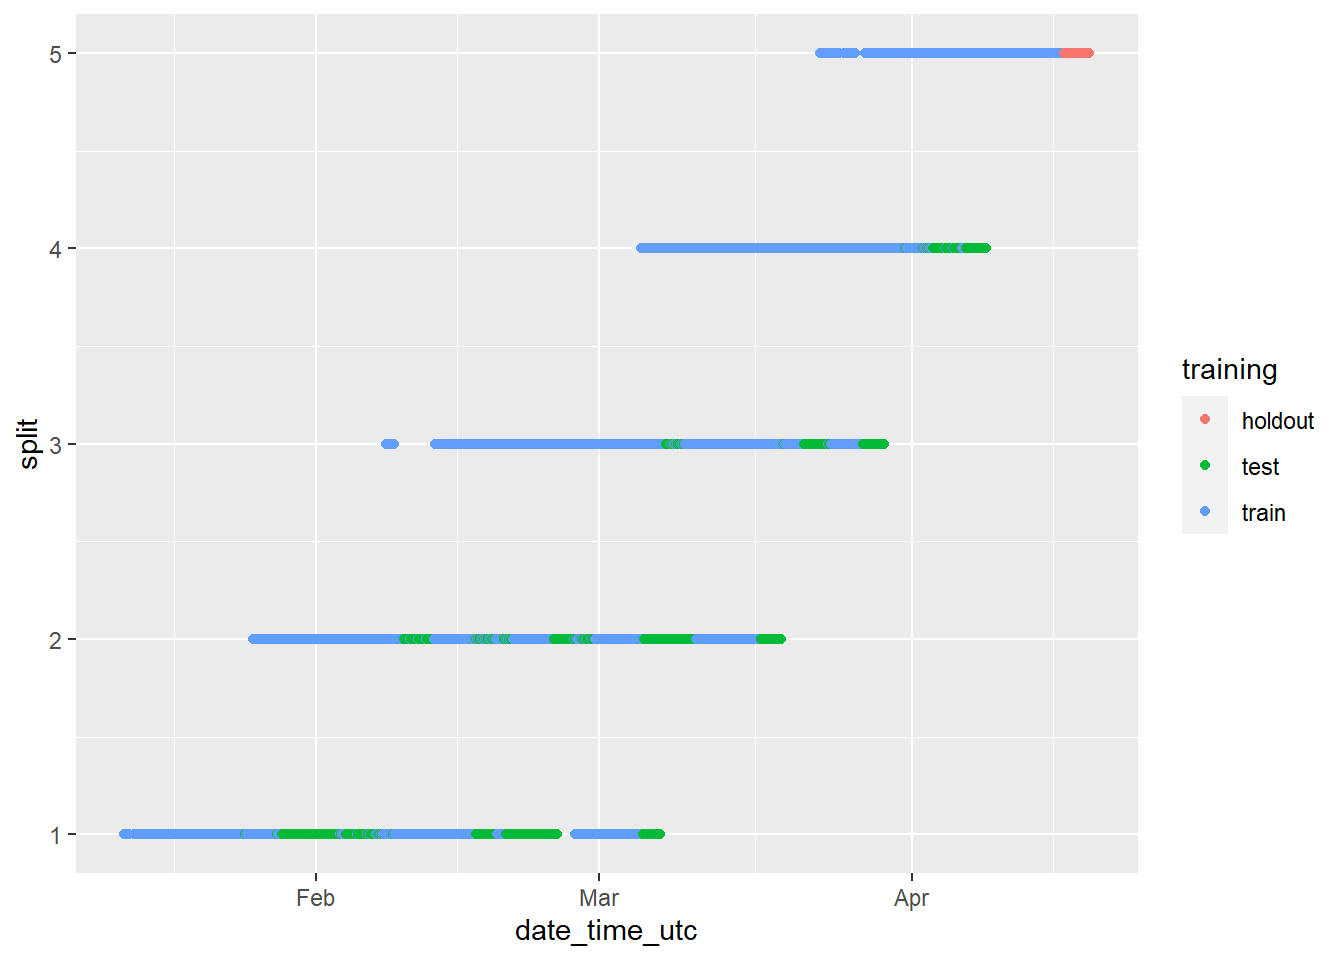 5
4
3
2
1
split
Feb
Mar
Apr
date_time_utc
training
holdout
test
train